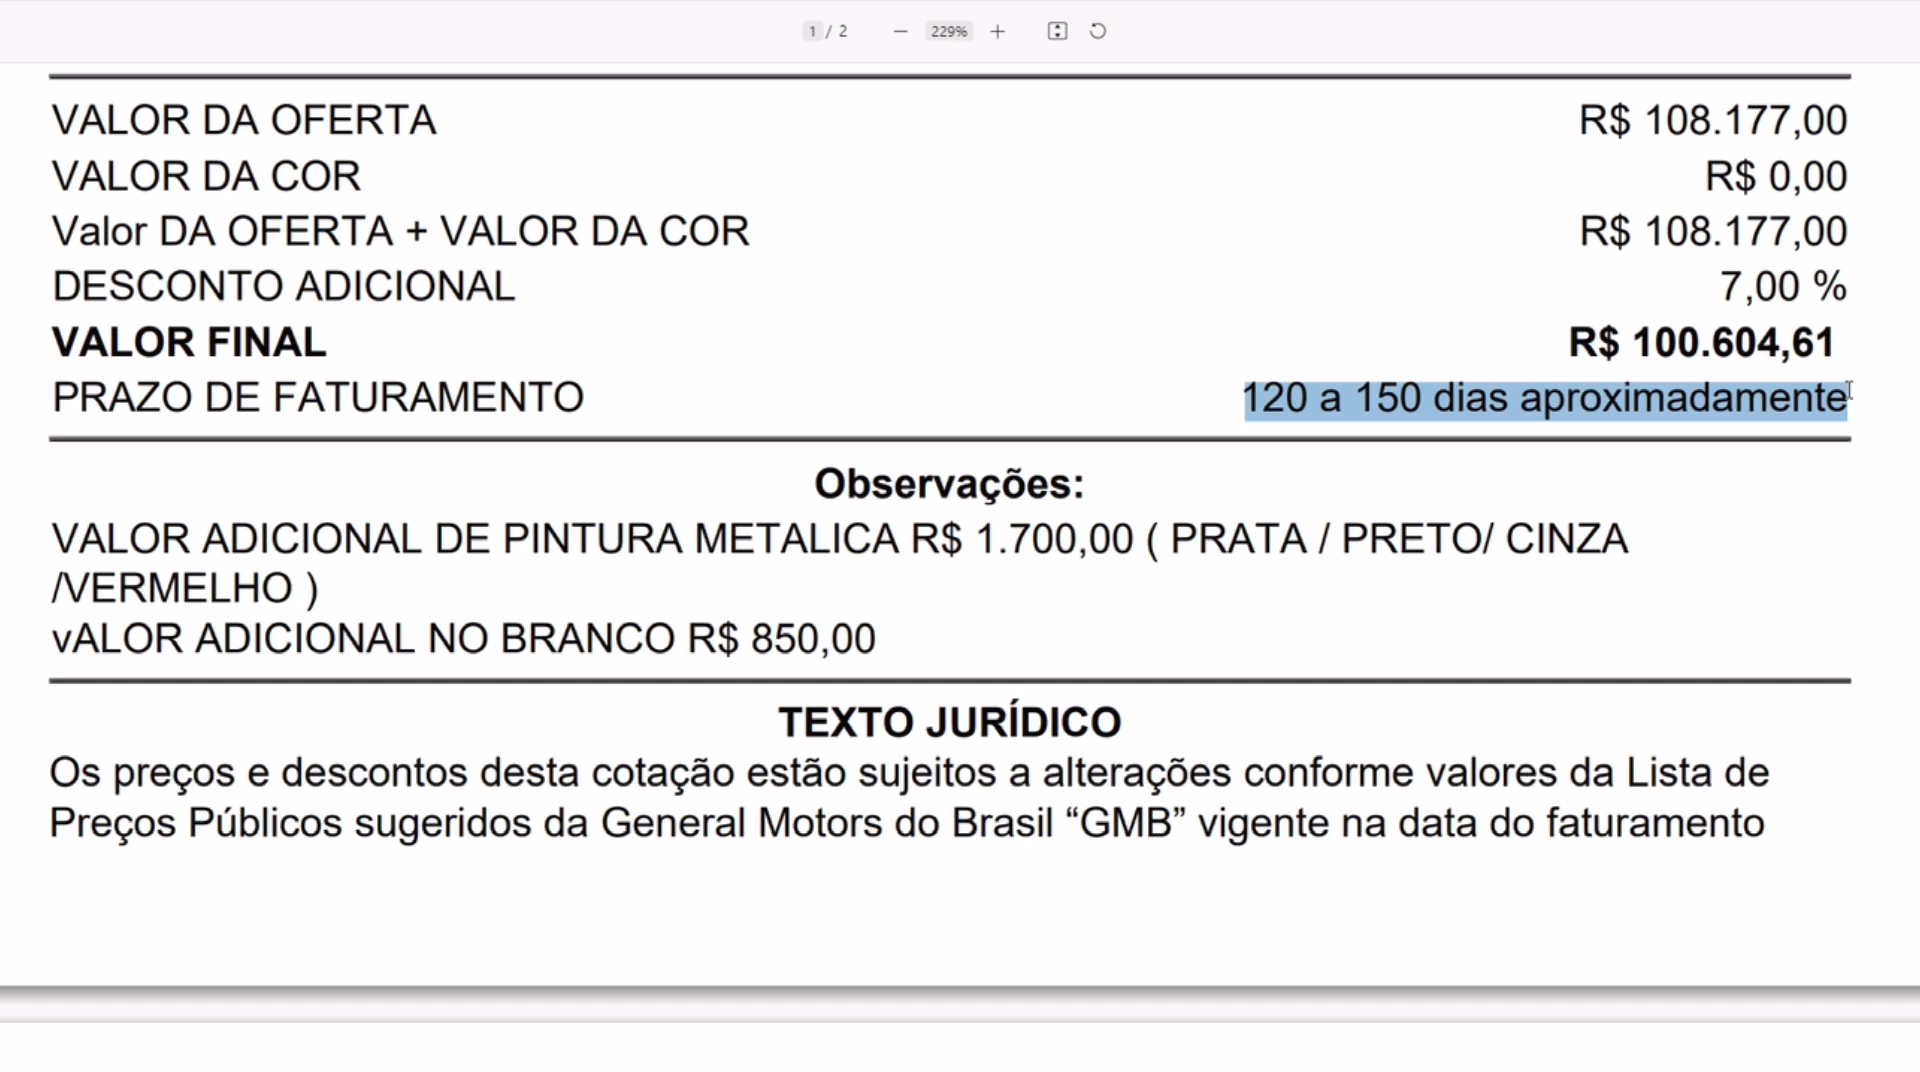 1 / 2 229%
VALOR DA OFERTA R$ 108.177,00
VALOR DA COR R$ 0,00
Valor DA OFERTA + VALOR DA COR R$ 108.177,00
DESCONTO ADICIONAL 7,00 %
VALOR FINAL R$ 100.604,61
PRAZO DE FATURAMENTO 120 a 150 dias aproximadamente
Observações:
VALOR ADICIONAL DE PINTURA METALICA R$ 1.700,00 ( PRATA / PRETO/ CINZA
/VERMELHO )
vALOR ADICIONAL NO BRANCO R$ 850,00
TEXTO JURÍDICO
Os preços e descontos desta cotação estão sujeitos a alterações conforme valores da Lista de
Preços Públicos sugeridos da General Motors do Brasil “GMB” vigente na data do faturamento